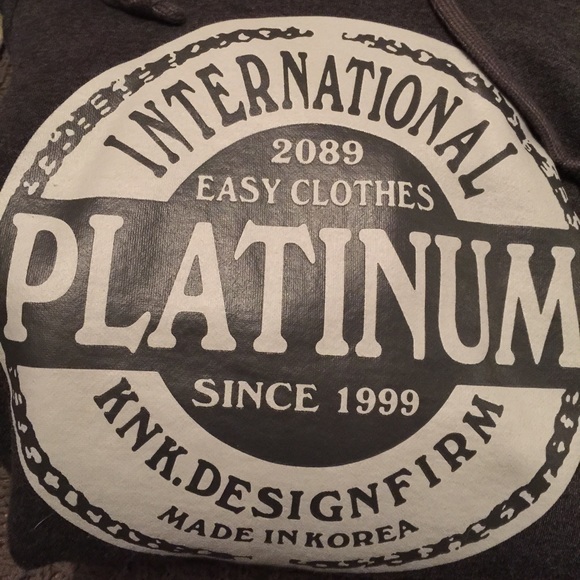 INTERNATIONAL
2089
EASY CLOTHES
PLATINUM
SINCE 1999
KNK.DESIGNFIRM
MADE IN KOREA